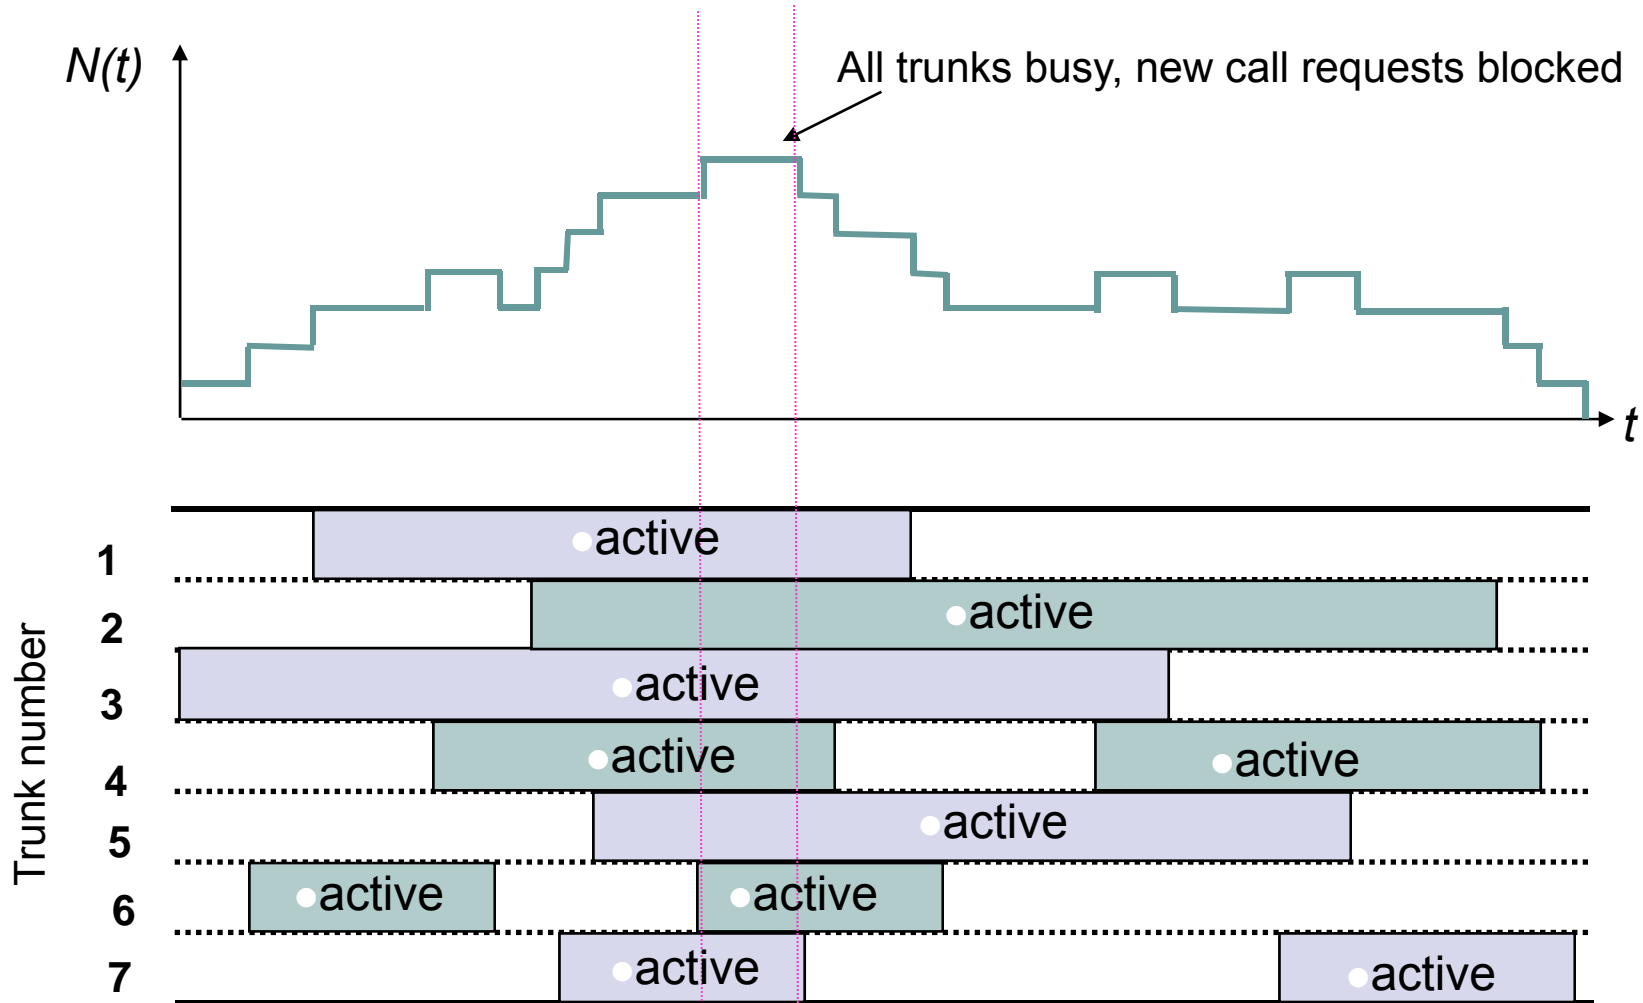 N(t)
All trunks busy, new call requests blocked
t
Trunk number
1
active
2
active
3
active
4
active
active
5
active
6
active
active
7
active
active